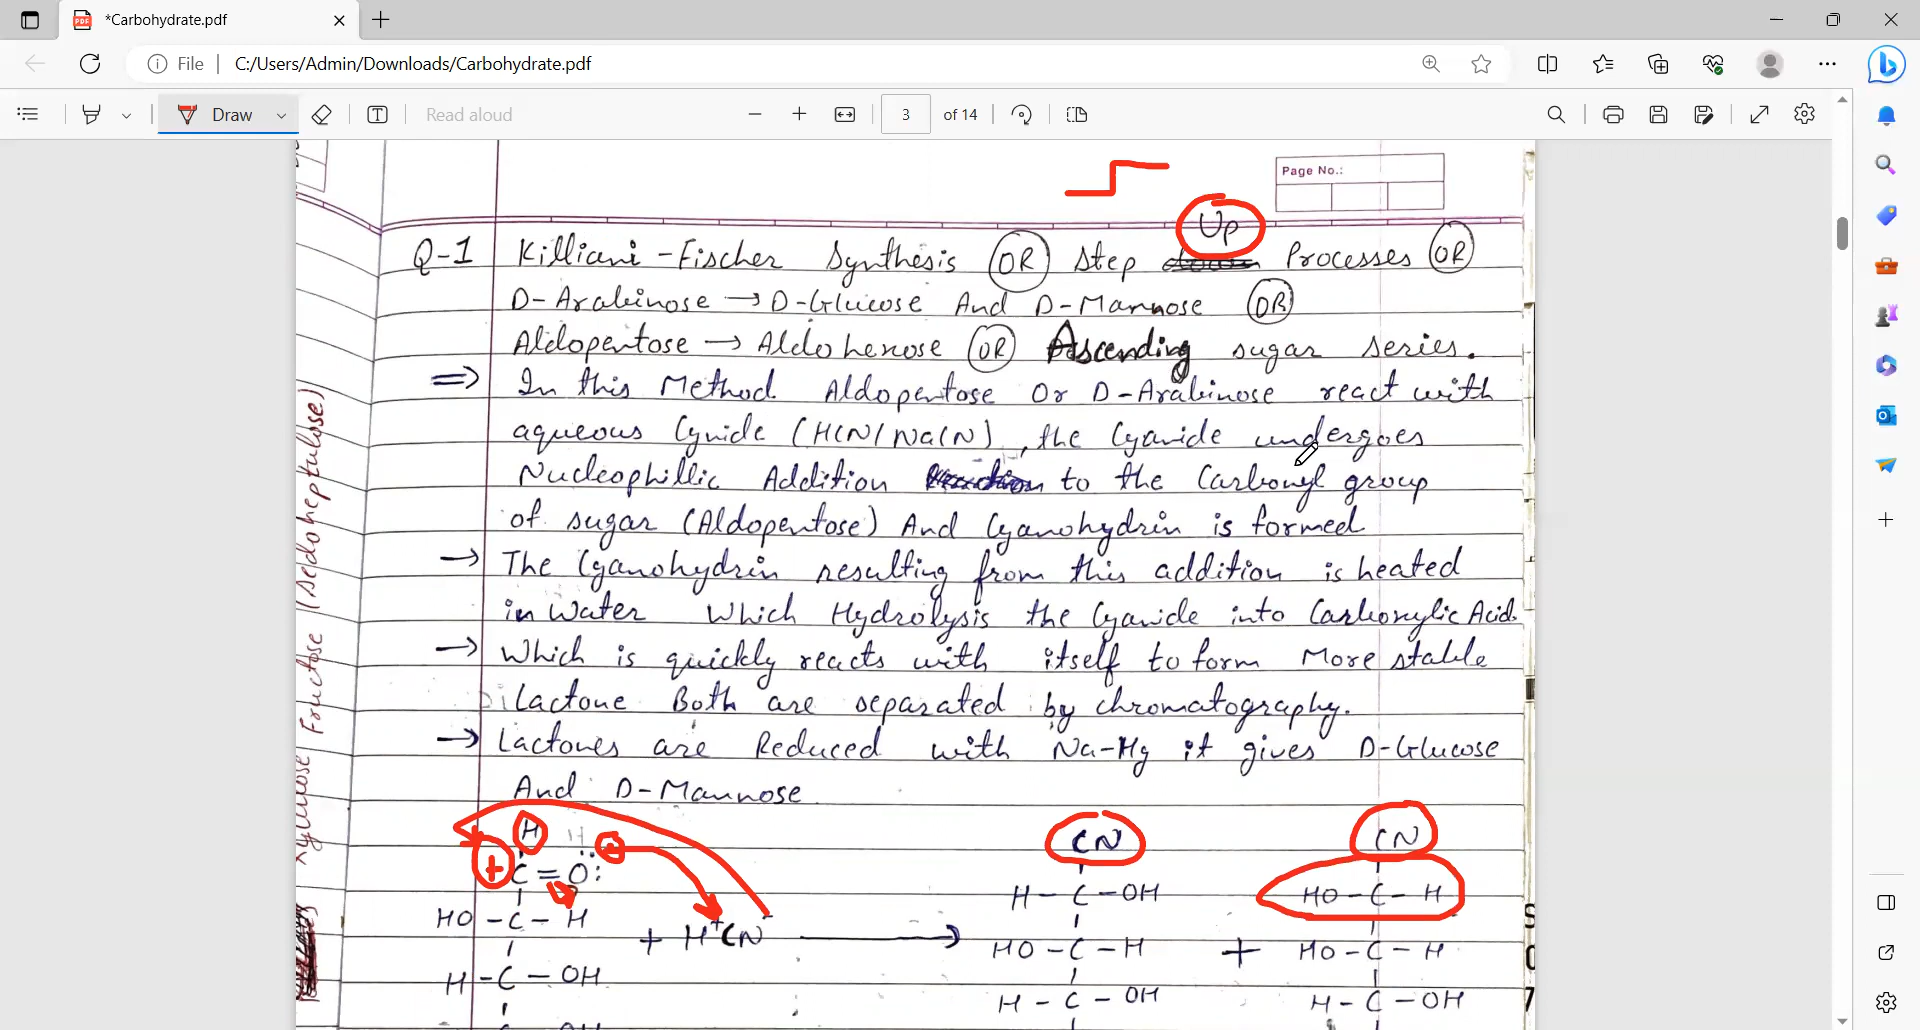 *Carbohydrate.pdf
File C:/Users/Admin/Downloads/Carbohydrate.pdf
Draw Read aloud 3 of 14
Page No.:
Up
Q-1 Killiani-Fischer Synthesis OR Step Processes OR
D-Arabinose → D-Glucose And D-Mannose OR
Aldopentose → Aldohexose OR Ascending sugar series.
⇒ In this Method Aldopentose Or D-Arabinose react with
aqueous Cynide (HCN/NaCN), the Cyanide undergoes
Nucleophillic Addition to the Carbonyl group
of sugar (Aldopentose) And Cyanohydrin is formed
→ The Cyanohydrin resulting from this addition is heated
in Water Which Hydrolysis the Cyanide into Carboxylic Acid.
→ Which is quickly reacts with itself to form More stable
Lactone Both are separated by chromatography.
→ Lactones are Reduced with Na-Hg it gives D-Glucose
And D-Mannose
H H CN CN
+ C=O:
H-C-OH HO-C-H
HO-C-H + H⁺CN⁻ → HO-C-H + HO-C-H
H-C-OH H-C-OH H-C-OH
Fructose (Sedoheptulose)
Xylulose